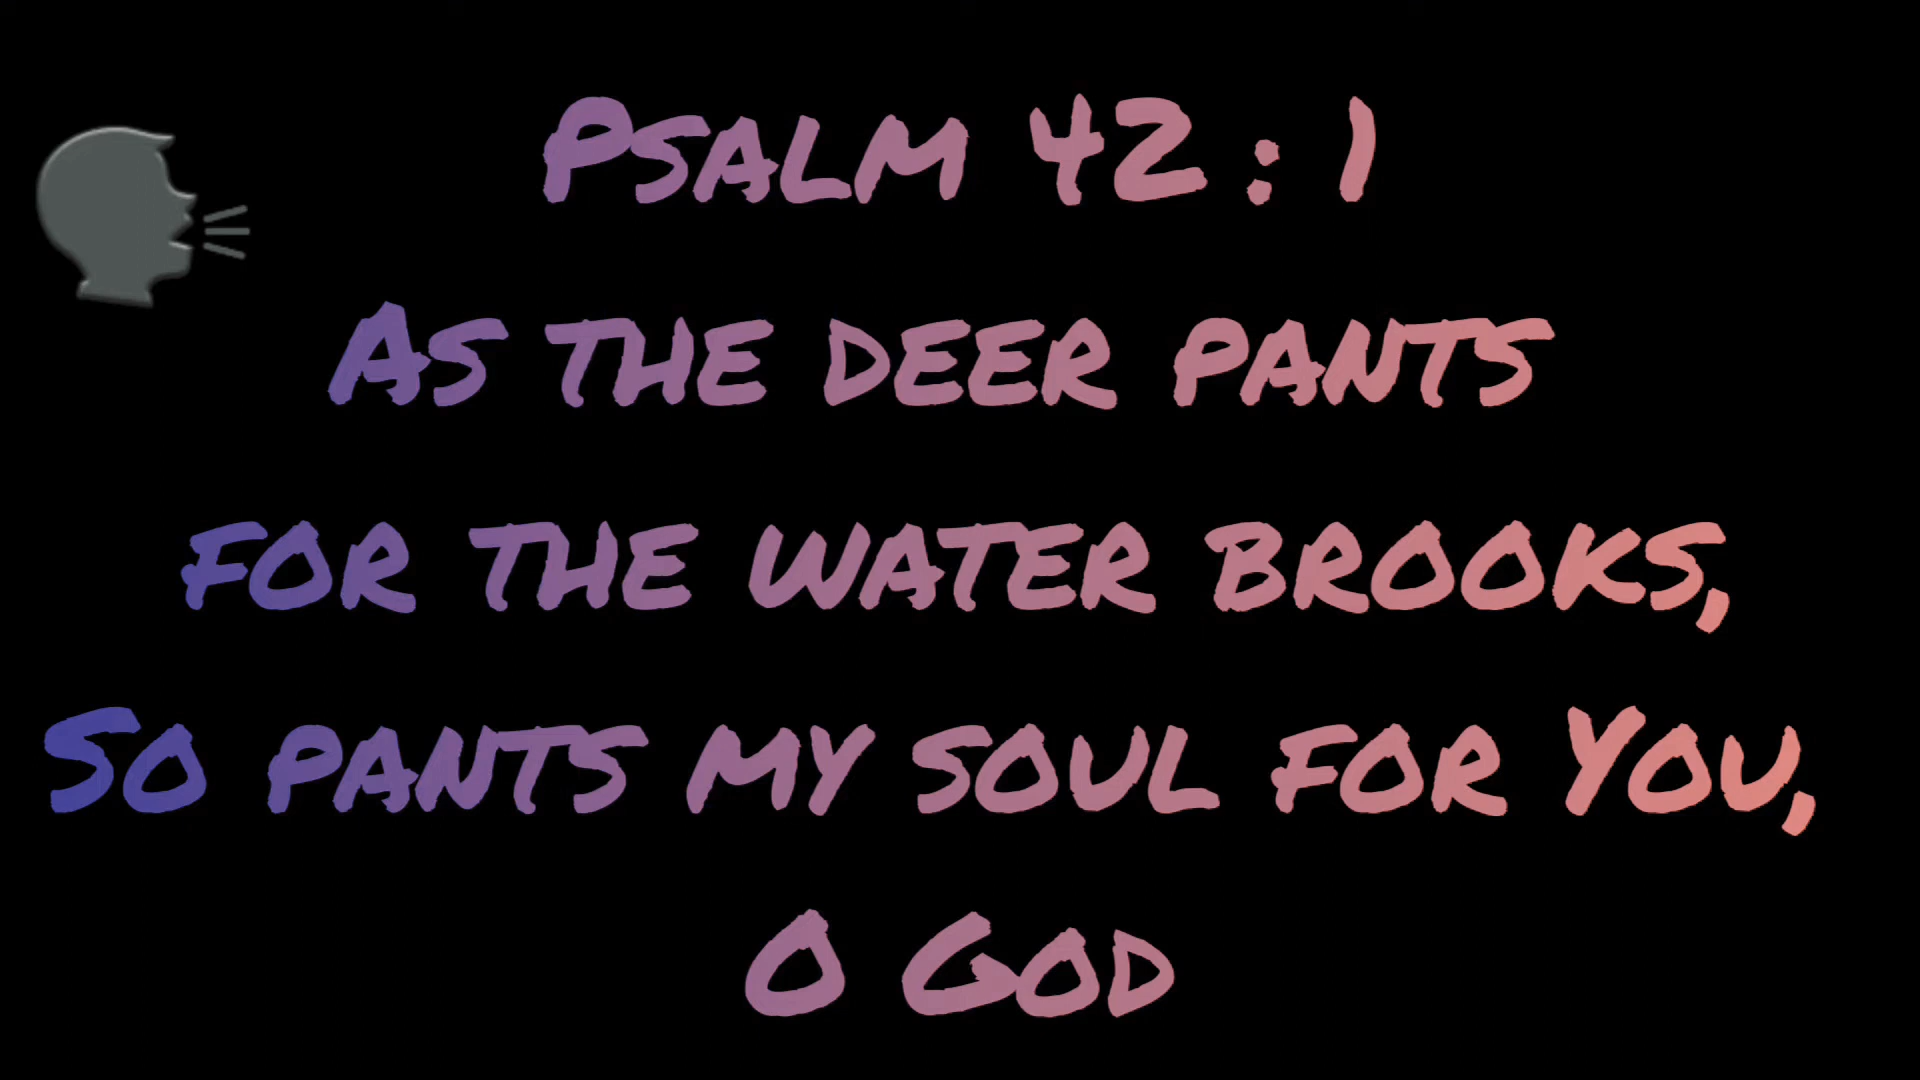 Psalm 42 : 1
As the deer pants
for the water brooks,
So pants my soul for You,
O God